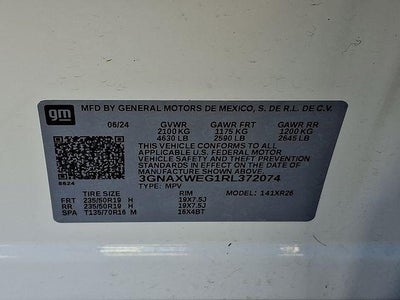 gm
MFD BY GENERAL MOTORS DE MEXICO, S. DE R.L. DE C.V.
06/24 GVWR GAWR FRT GAWR RR
2100 KG 1175 KG 1200 KG
4630 LB 2590 LB 2645 LB
THIS VEHICLE CONFORMS TO ALL
APPLICABLE U.S. FEDERAL MOTOR
VEHICLE SAFETY AND THEFT PREVENTION
STANDARDS IN EFFECT ON THE DATE OF
MANUFACTURE SHOWN ABOVE.
3GNAXWEG1RL372074
8624 TYPE: MPV MODEL: 141XR26
TIRE SIZE RIM
FRT 235/50R19 H 19X7.5J
RR 235/50R19 H 19X7.5J
SPA T135/70R16 M 16X4BT